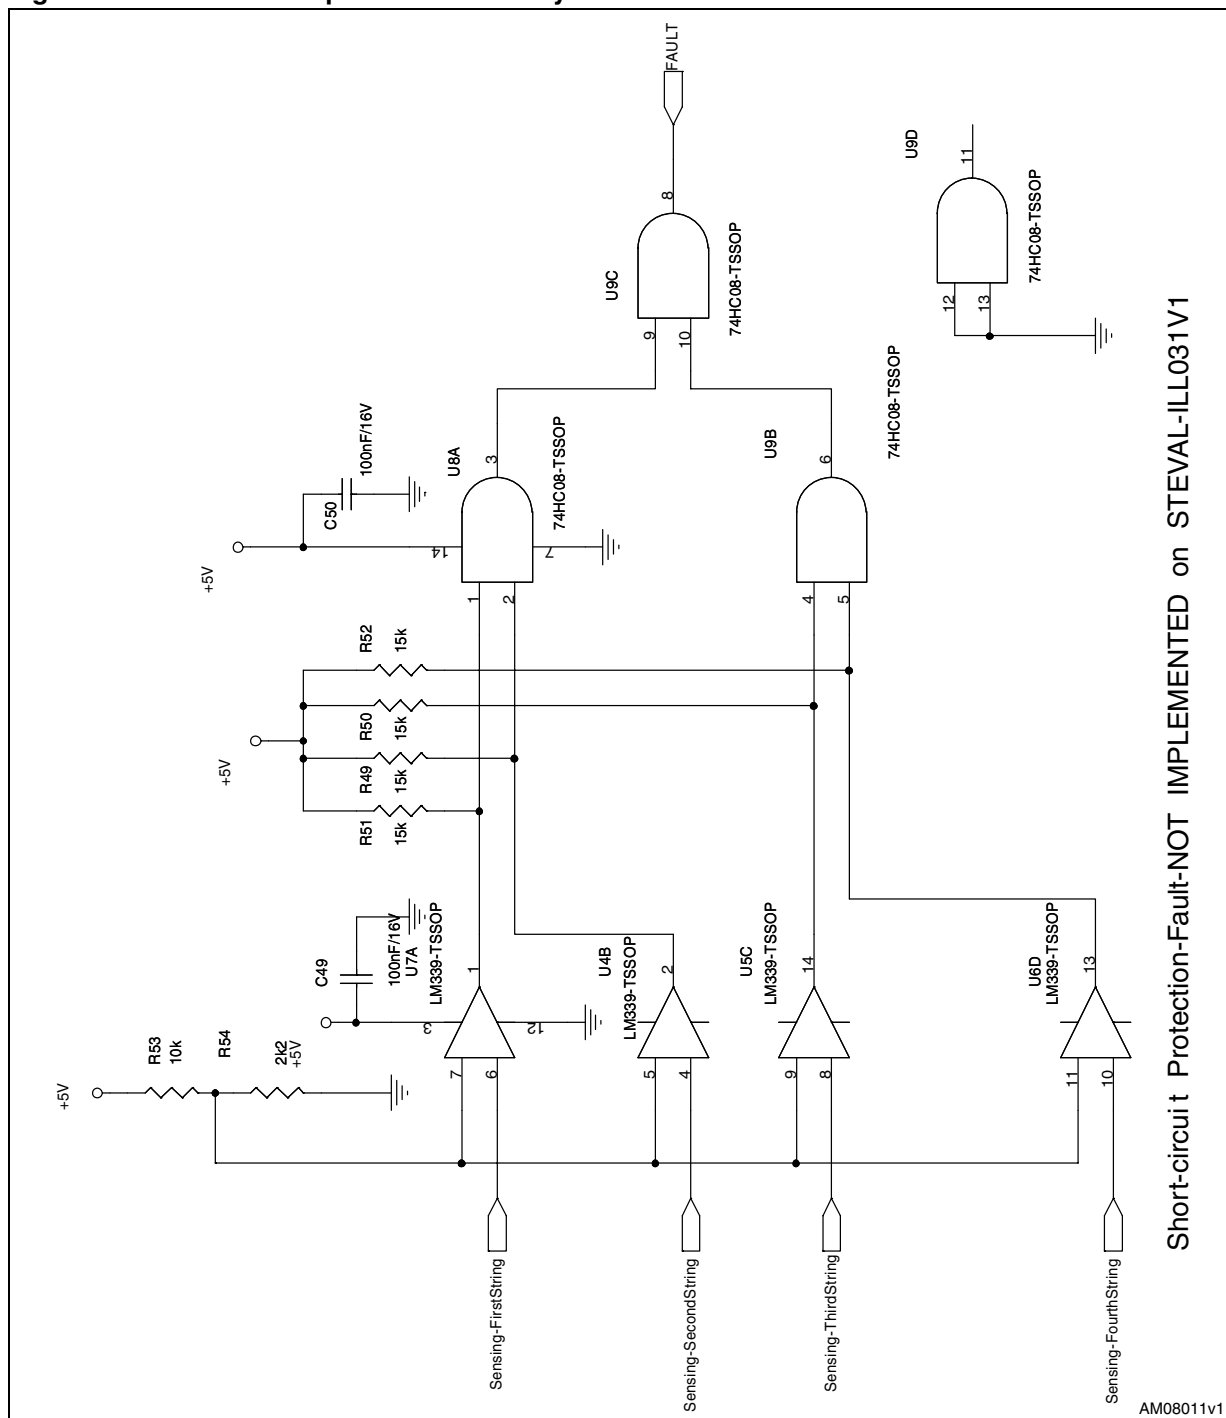 FAULT
8
U9C
74HC08-TSSOP
9
10
U9D
11
74HC08-TSSOP
12
13
+5V
C50
100nF/16V
U8A
3
74HC08-TSSOP
14
7
1
2
U9B
6
74HC08-TSSOP
4
5
+5V
R52
15k
R50
15k
R49
15k
R51
15k
C49
100nF/16V
U7A
LM339-TSSOP
1
3
12
7
6
U4B
LM339-TSSOP
2
5
4
U5C
LM339-TSSOP
14
9
8
U6D
LM339-TSSOP
13
11
10
+5V
R53
10k
R54
2k2
+5V
Sensing-FirstString
Sensing-SecondString
Sensing-ThirdString
Sensing-FourthString
Short-circuit Protection-Fault-NOT IMPLEMENTED on STEVAL-ILL031V1
AM08011v1